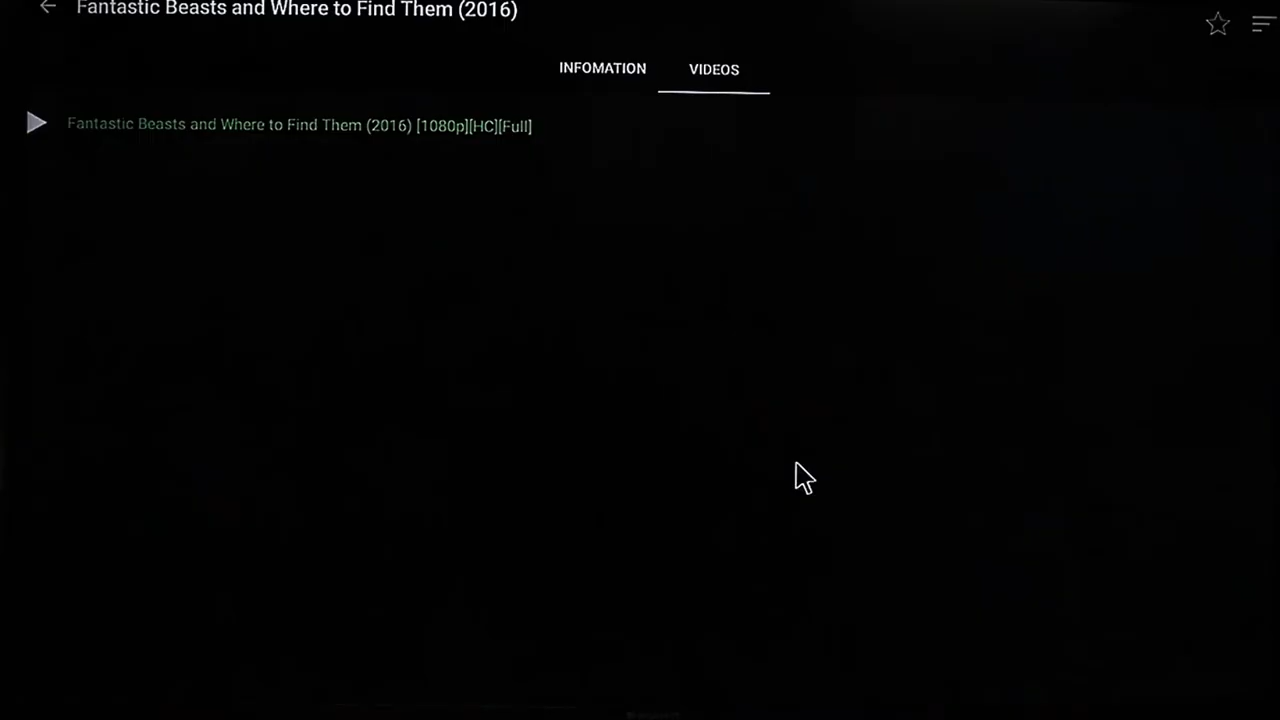 Fantastic Beasts and Where to Find Them (2016)
INFOMATION VIDEOS
Fantastic Beasts and Where to Find Them (2016) [1080p][HC][Full]